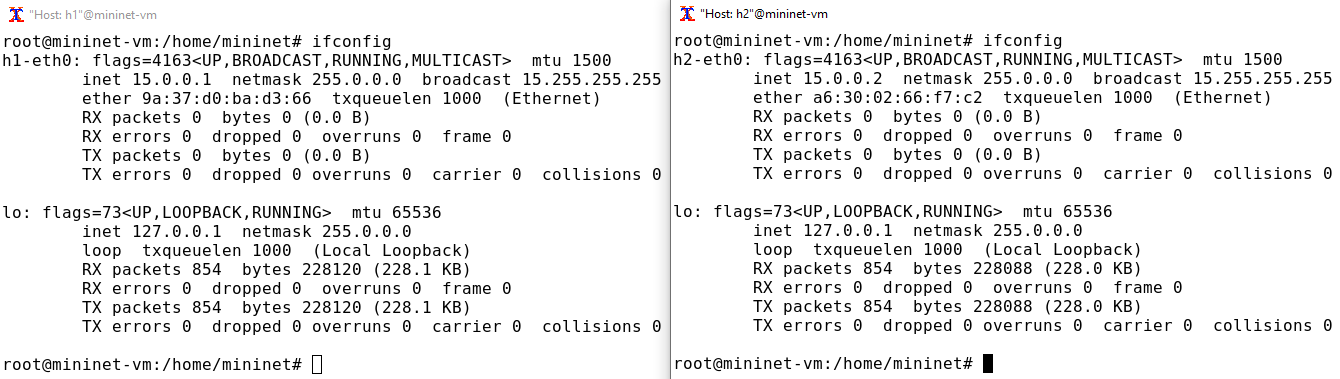 "Host: h1"@mininet-vm
root@mininet-vm:/home/mininet# ifconfig
h1-eth0: flags=4163<UP,BROADCAST,RUNNING,MULTICAST>  mtu 1500
        inet 15.0.0.1  netmask 255.0.0.0  broadcast 15.255.255.255
        ether 9a:37:d0:ba:d3:66  txqueuelen 1000  (Ethernet)
        RX packets 0  bytes 0 (0.0 B)
        RX errors 0  dropped 0  overruns 0  frame 0
        TX packets 0  bytes 0 (0.0 B)
        TX errors 0  dropped 0 overruns 0  carrier 0  collisions 0

lo: flags=73<UP,LOOPBACK,RUNNING>  mtu 65536
        inet 127.0.0.1  netmask 255.0.0.0
        loop  txqueuelen 1000  (Local Loopback)
        RX packets 854  bytes 228120 (228.1 KB)
        RX errors 0  dropped 0  overruns 0  frame 0
        TX packets 854  bytes 228120 (228.1 KB)
        TX errors 0  dropped 0 overruns 0  carrier 0  collisions 0

root@mininet-vm:/home/mininet#
"Host: h2"@mininet-vm
root@mininet-vm:/home/mininet# ifconfig
h2-eth0: flags=4163<UP,BROADCAST,RUNNING,MULTICAST>  mtu 1500
        inet 15.0.0.2  netmask 255.0.0.0  broadcast 15.255.255.255
        ether a6:30:02:66:f7:c2  txqueuelen 1000  (Ethernet)
        RX packets 0  bytes 0 (0.0 B)
        RX errors 0  dropped 0  overruns 0  frame 0
        TX packets 0  bytes 0 (0.0 B)
        TX errors 0  dropped 0 overruns 0  carrier 0  collisions 0

lo: flags=73<UP,LOOPBACK,RUNNING>  mtu 65536
        inet 127.0.0.1  netmask 255.0.0.0
        loop  txqueuelen 1000  (Local Loopback)
        RX packets 854  bytes 228088 (228.0 KB)
        RX errors 0  dropped 0  overruns 0  frame 0
        TX packets 854  bytes 228088 (228.0 KB)
        TX errors 0  dropped 0 overruns 0  carrier 0  collisions 0

root@mininet-vm:/home/mininet#